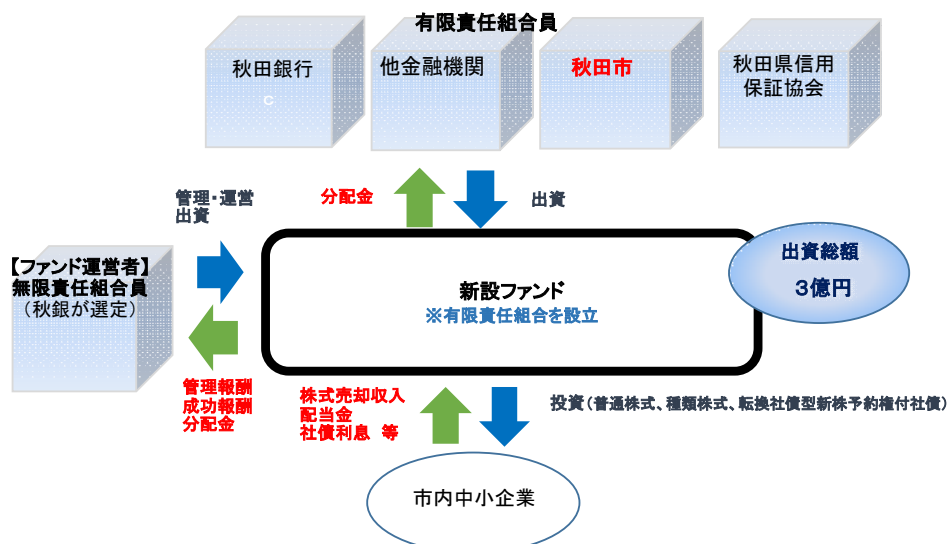 有限責任組合員
秋田銀行
c
他金融機関
秋田市
秋田県信用
保証協会
管理・運営
出資
分配金
出資
【ファンド運営者】
無限責任組合員
（秋銀が選定）
新設ファンド
※有限責任組合を設立
出資総額
３億円
管理報酬
成功報酬
分配金
株式売却収入
配当金
社債利息 等
投資（普通株式、種類株式、転換社債型新株予約権付社債）
市内中小企業